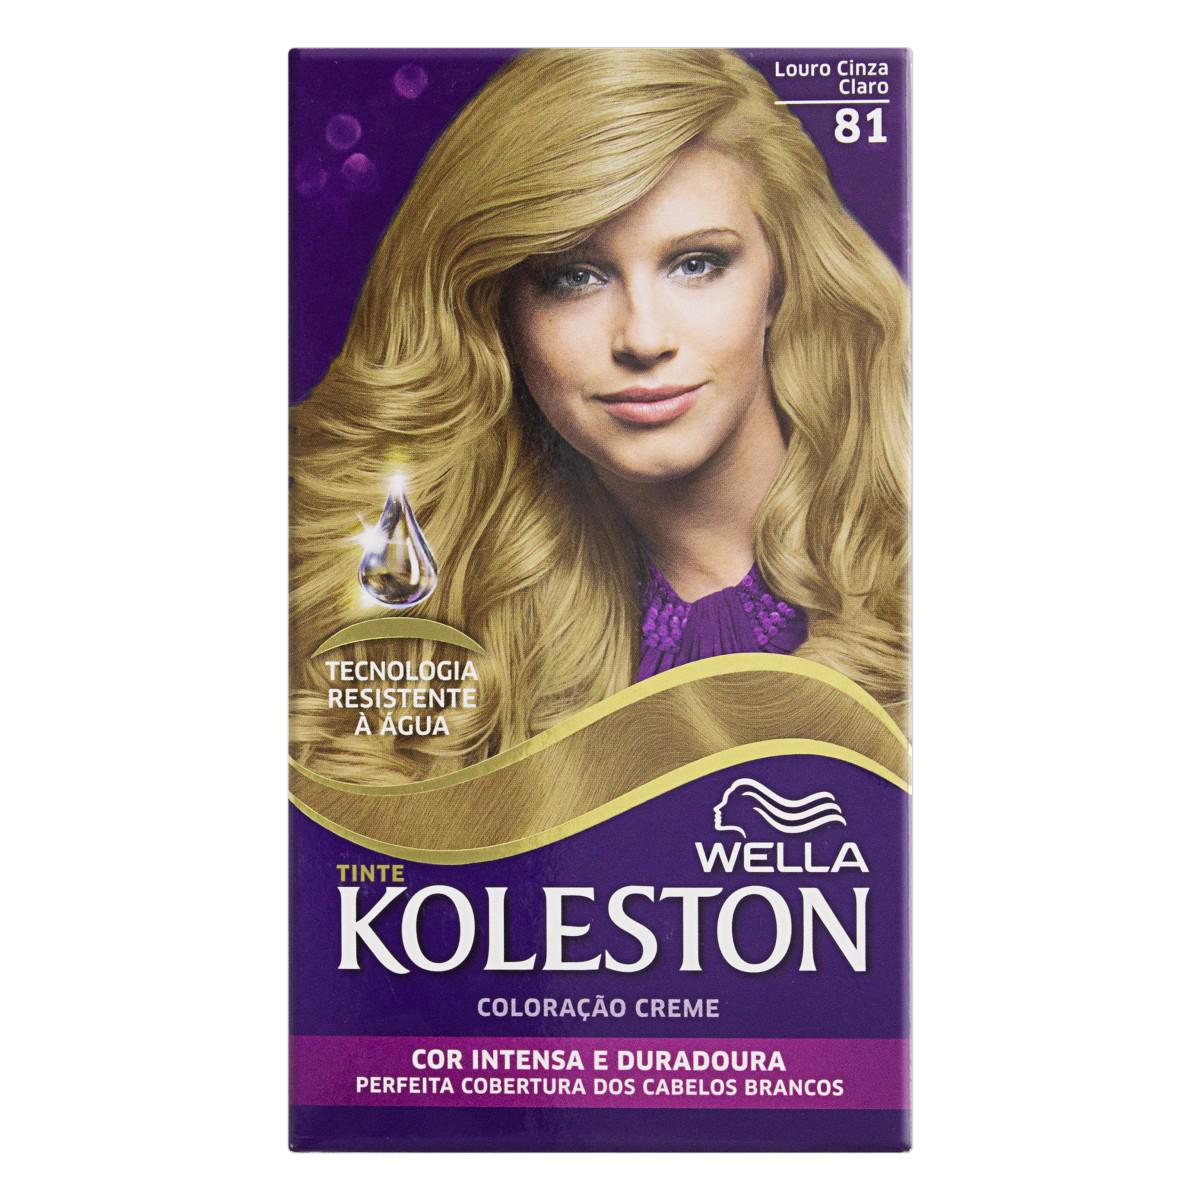 Louro Cinza
Claro
81
TECNOLOGIA
RESISTENTE
À ÁGUA
WELLA
TINTE
KOLESTON
COLORAÇÃO CREME
COR INTENSA E DURADOURA
PERFEITA COBERTURA DOS CABELOS BRANCOS